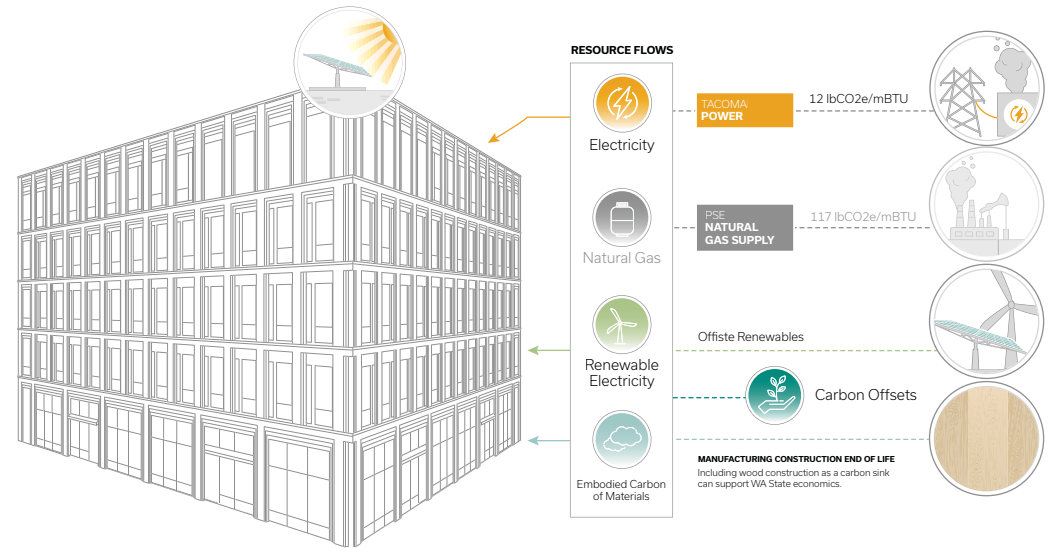 RESOURCE FLOWS
Electricity
TACOMA
POWER
12 lbCO2e/mBTU
Natural Gas
PSE
NATURAL
GAS SUPPLY
117 lbCO2e/mBTU
Renewable
Electricity
Offiste Renewables
Carbon Offsets
Embodied Carbon
of Materials
MANUFACTURING CONSTRUCTION END OF LIFE
Including wood construction as a carbon sink
can support WA State economics.